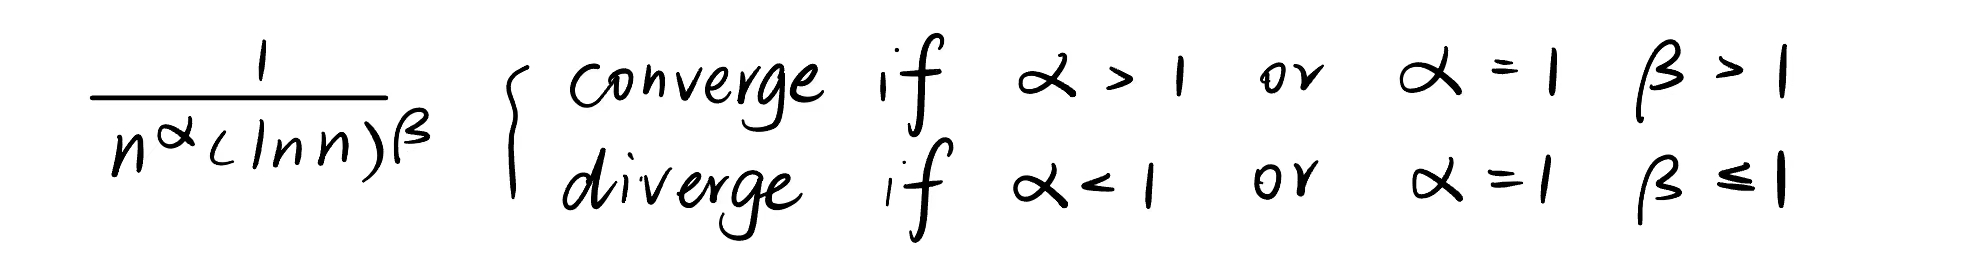 1/(n^α (ln n)^β) { converge if α > 1 or α = 1 β > 1
diverge if α < 1 or α = 1 β ≤ 1